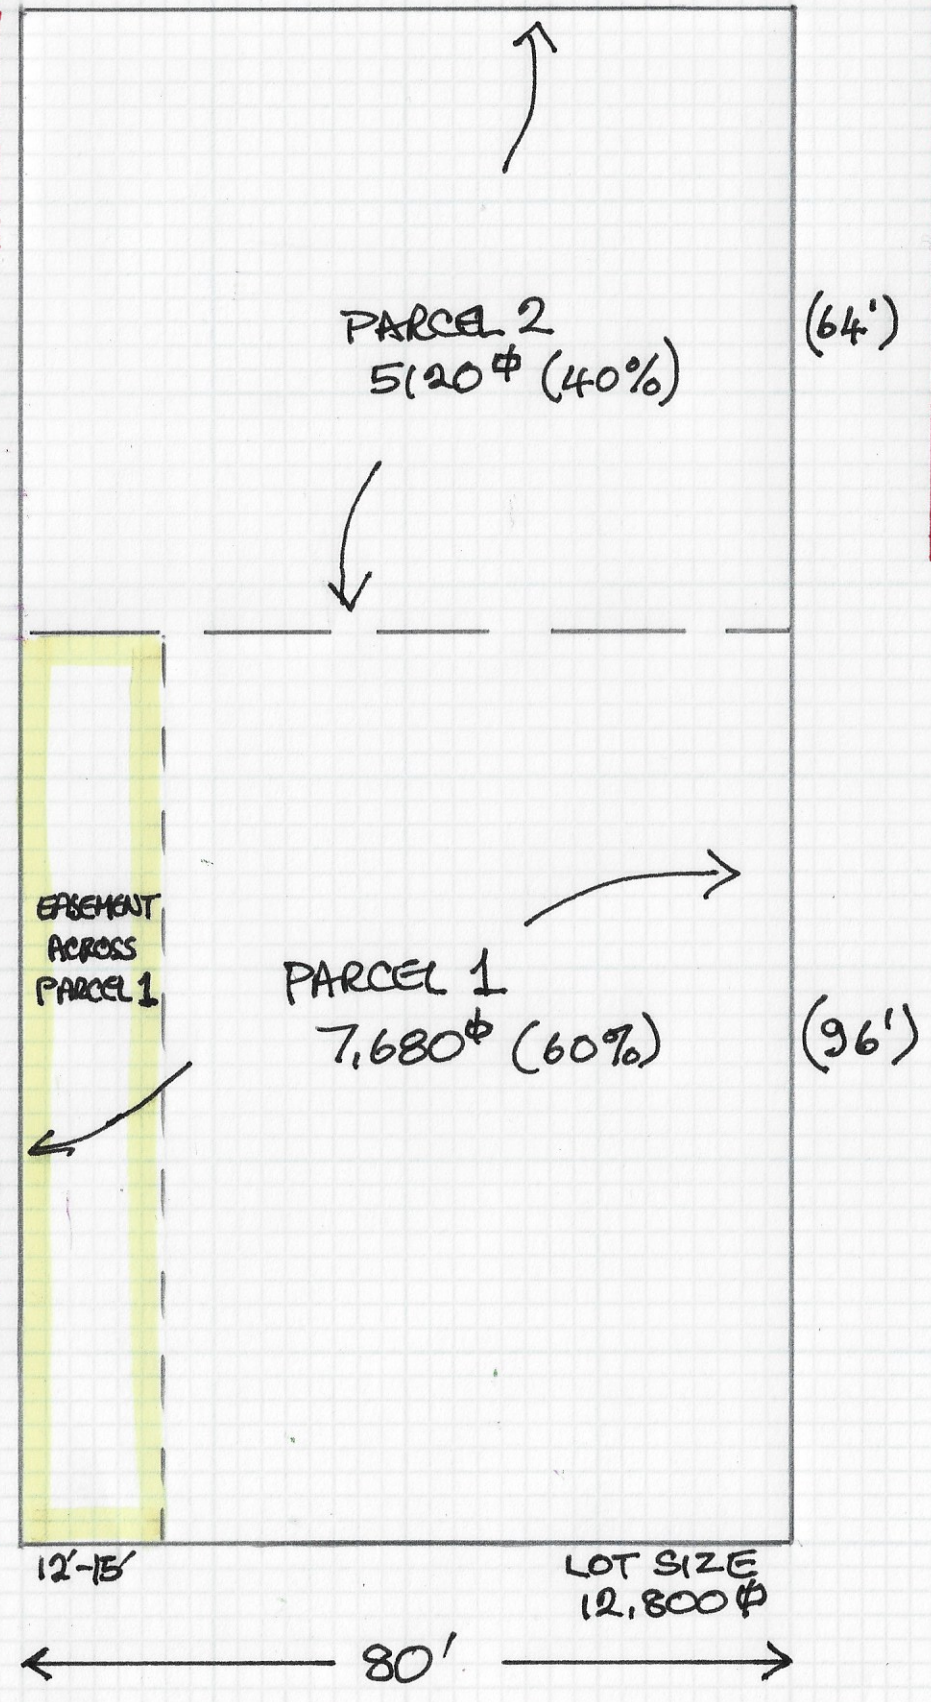 PARCEL 2
5120⌽ (40%)
(64')
EASEMENT
ACROSS
PARCEL 1
PARCEL 1
7,680⌽ (60%)
(96')
12'-15'
LOT SIZE
12,800⌽
80'